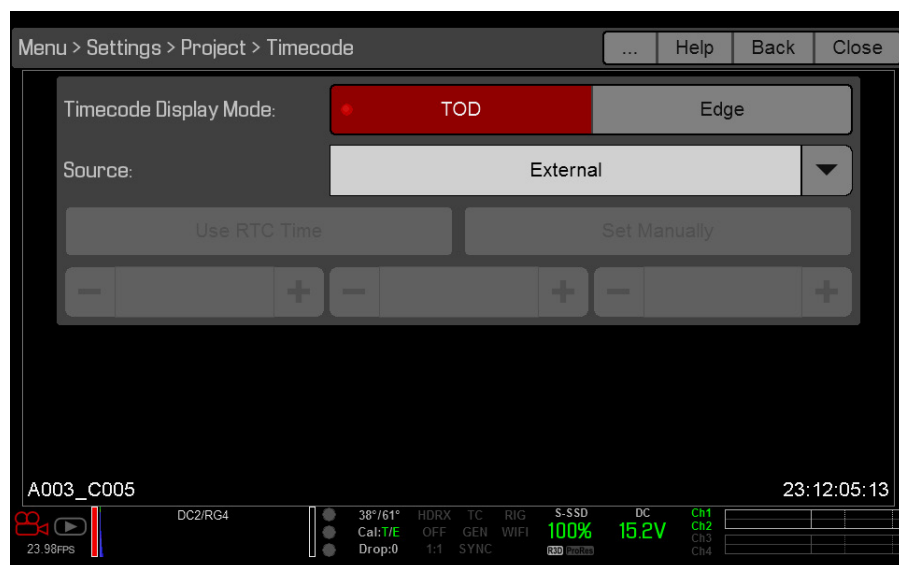 Menu > Settings > Project > Timecode ... Help Back Close
Timecode Display Mode: TOD Edge
Source: External
Use RTC Time Set Manually
− + − + − +
A003_C005 23:12:05:13
DC2/RG4 38°/61° HDRX TC RIG S-SSD DC Ch1
Cal:T/E OFF GEN WIFI 100% 15.2V Ch2
23.98FPS Drop:0 1:1 SYNC R3D ProRes Ch3
Ch4